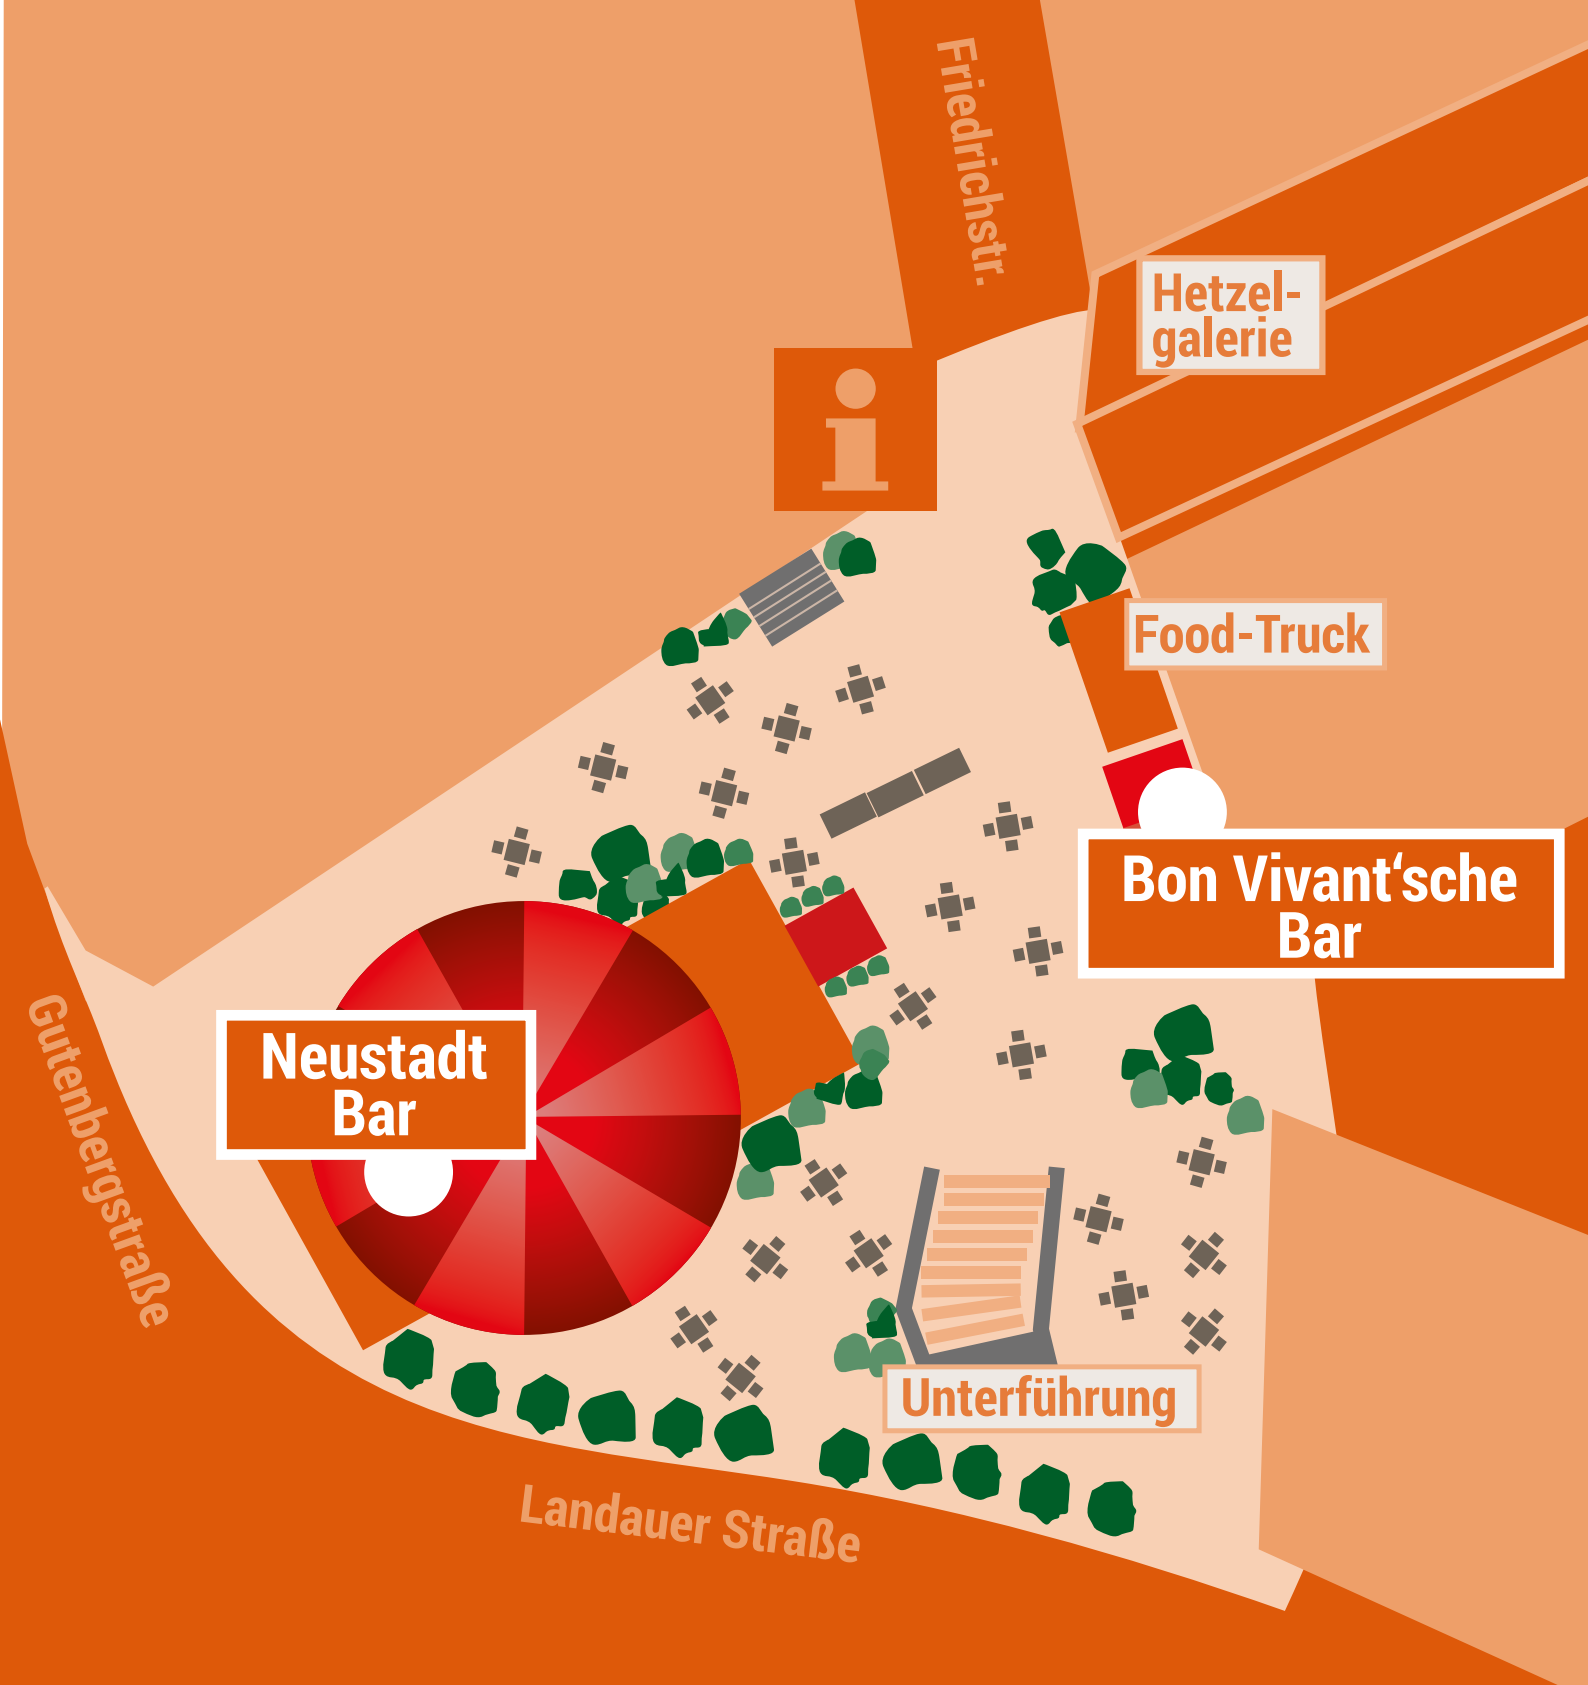 Friedrichstr.
Hetzel-
galerie
i
Food-Truck
Bon Vivant‘sche
Bar
Neustadt
Bar
Gutenbergstraße
Unterführung
Landauer Straße